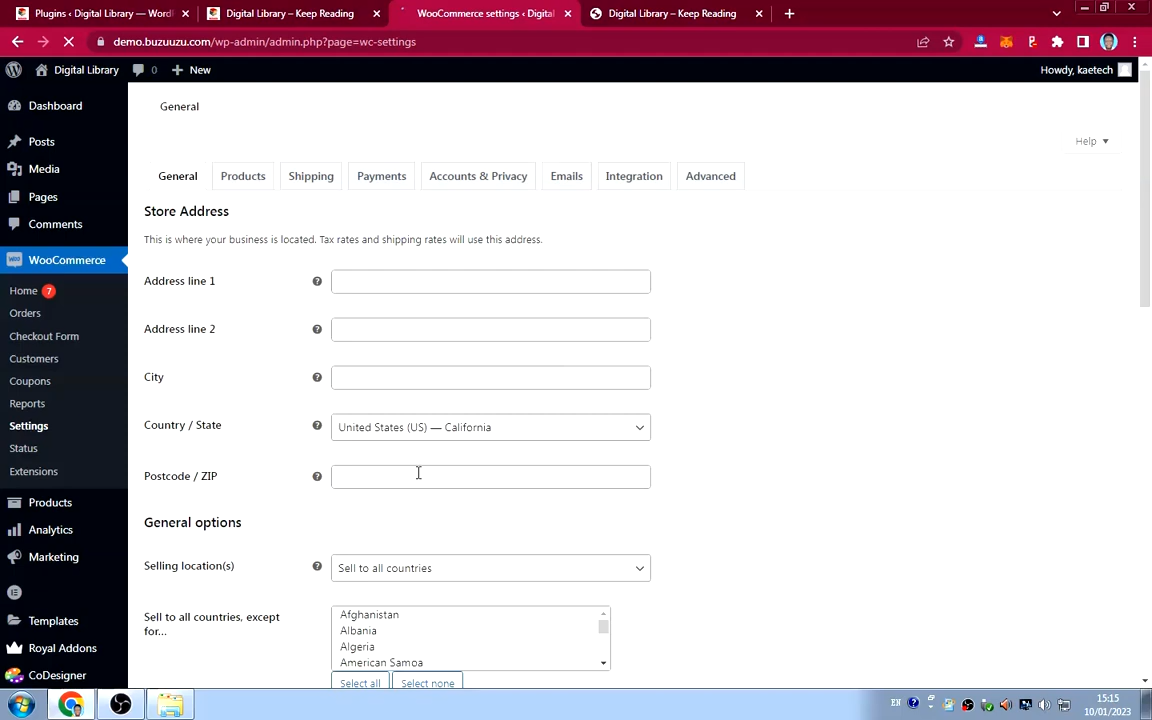 Plugins ‹ Digital Library — Word
Digital Library – Keep Reading
WooCommerce settings ‹ Digital
Digital Library – Keep Reading
demo.buzuuzu.com/wp-admin/admin.php?page=wc-settings
Digital Library
0
New
Howdy, kaetech
Dashboard
Posts
Media
Pages
Comments
WooCommerce
Home 7
Orders
Checkout Form
Customers
Coupons
Reports
Settings
Status
Extensions
Products
Analytics
Marketing
Templates
Royal Addons
CoDesigner
General
Help
General Products Shipping Payments Accounts & Privacy Emails Integration Advanced
Store Address
This is where your business is located. Tax rates and shipping rates will use this address.
Address line 1
Address line 2
City
Country / State
United States (US) — California
Postcode / ZIP
General options
Selling location(s)
Sell to all countries
Sell to all countries, except
for...
Afghanistan
Albania
Algeria
American Samoa
Select all
Select none
EN
15:15
10/01/2023